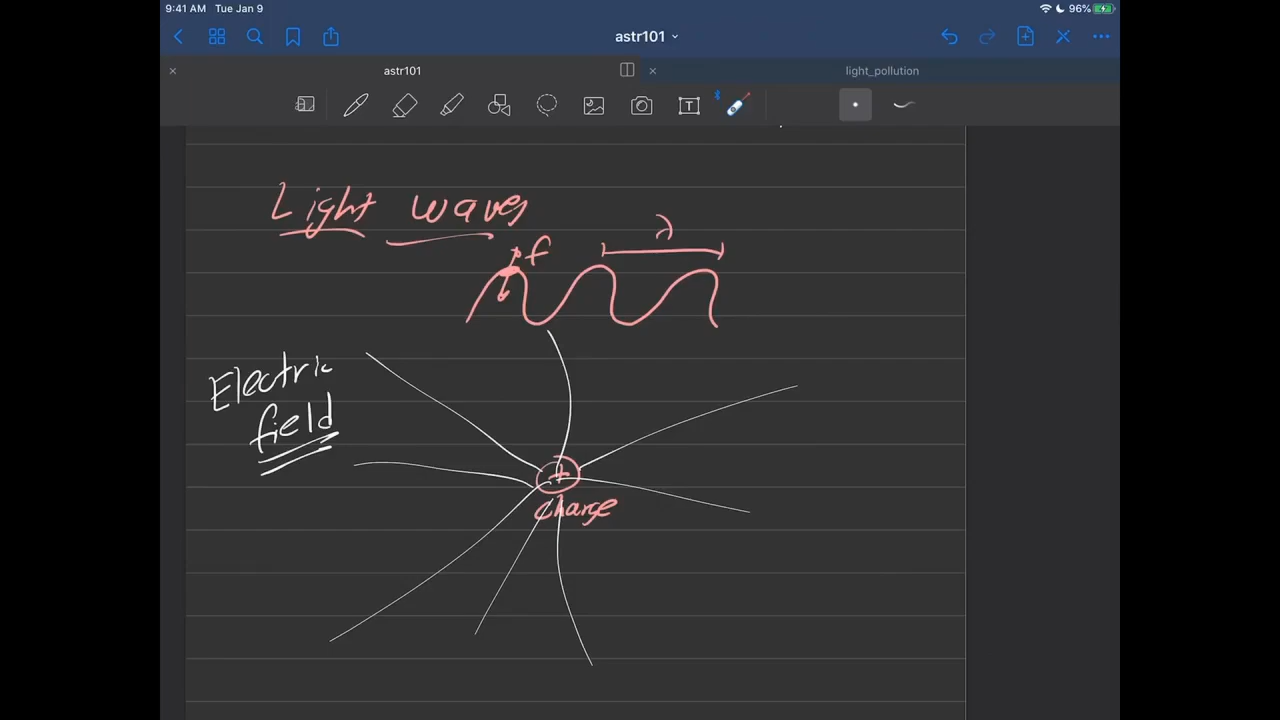 9:41 AM Tue Jan 9
96%
astr101
astr101
light_pollution
T
Light waves
f
λ
Electric
field
+
charge